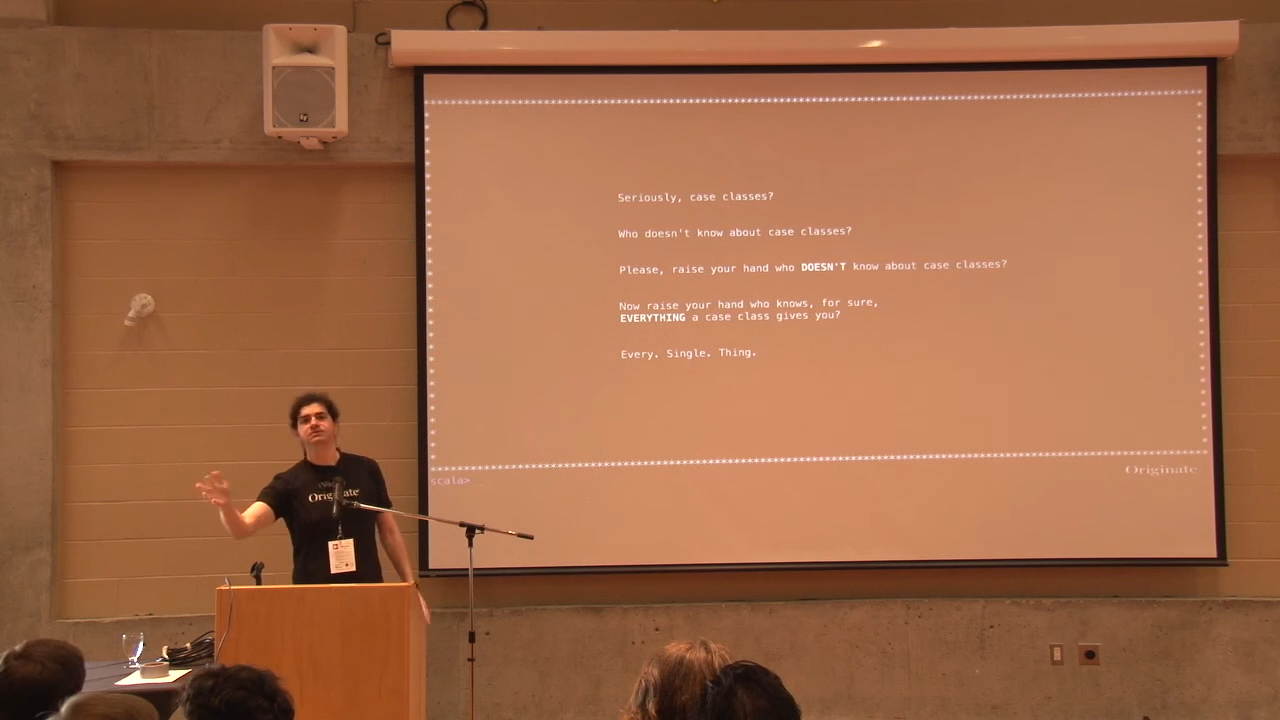 Seriously, case classes?
Who doesn't know about case classes?
Please, raise your hand who DOESN'T know about case classes?
Now raise your hand who knows, for sure,
EVERYTHING a case class gives you?
Every. Single. Thing.
Originate
scala> _
Originate